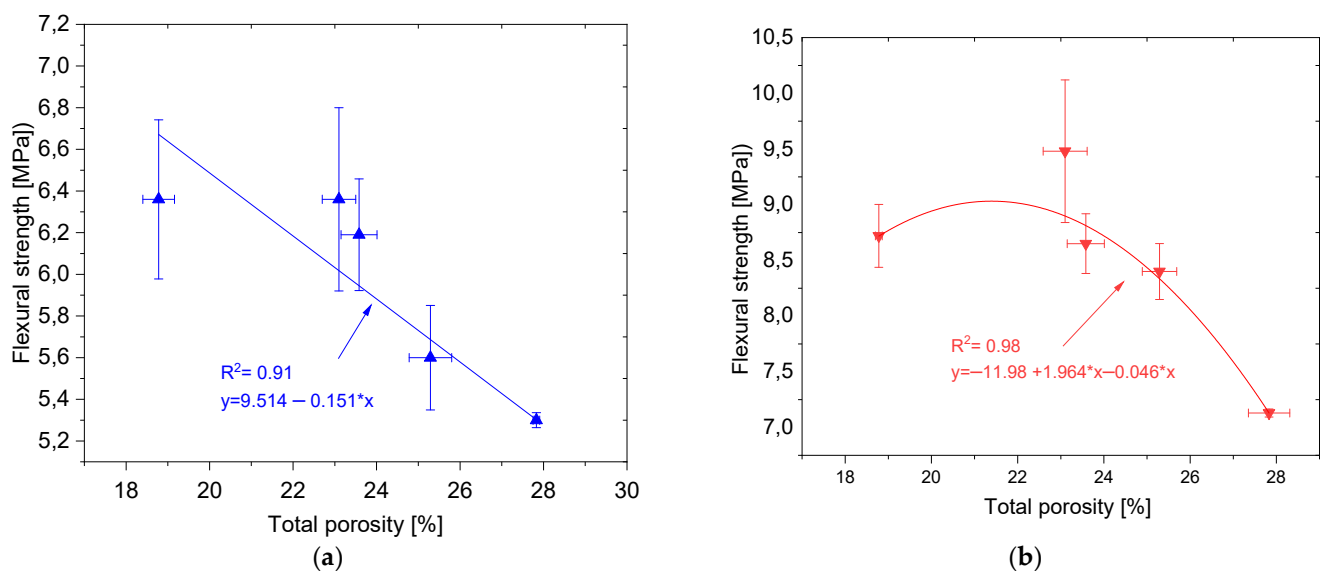 7,2
7,0
6,8
6,6
6,4
6,2
6,0
5,8
5,6
5,4
5,2
Flexural strength [MPa])
R2= 0.91
y=9.514 – 0.151*x
18 20 22 24 26 28 30
Total porosity [%]
(a)
10,5
10,0
9,5
9,0
8,5
8,0
7,5
7,0
Flexural strength [MPa])
R2= 0.98
y=–11.98 +1.964*x–0.046*x
18 20 22 24 26 28
Total porosity [%]
(b)